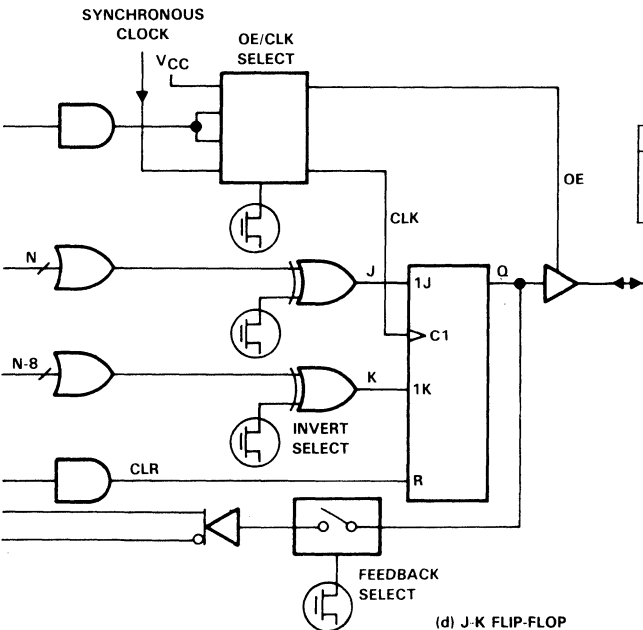 SYNCHRONOUS
CLOCK
VCC
OE/CLK
SELECT
OE
CLK
N
J
1J
Q
C1
N-8
K
1K
INVERT
SELECT
CLR
R
FEEDBACK
SELECT
(d) J-K FLIP-FLOP